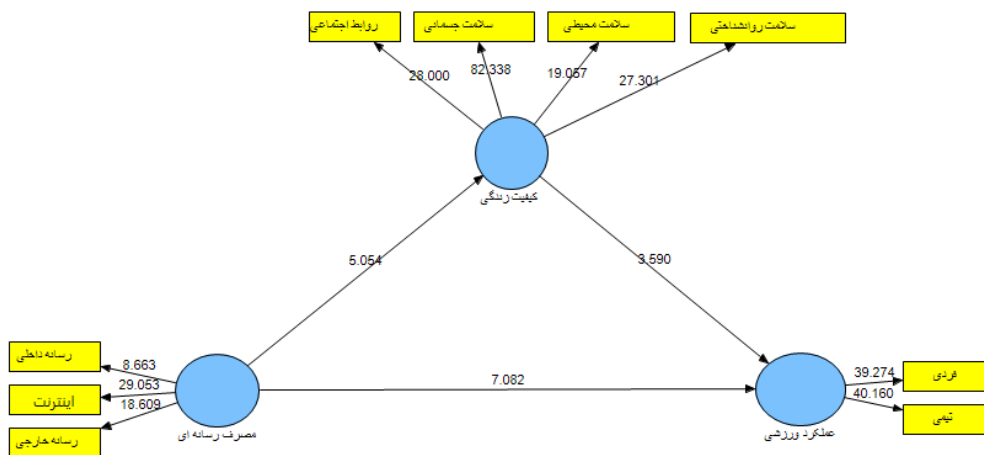 روابط اجتماعی
سلامت جسمانی
سلامت محیطی
سلامت روانشناختی
28.000
82.338
19.057
27.301
کیفیت زندگی
5.054
3.590
رسانه داخلی
8.663
اینترنت
29.053
رسانه خارجی
18.609
مصرف رسانه ای
7.082
عملکرد ورزشی
39.274
فردی
40.160
تیمی